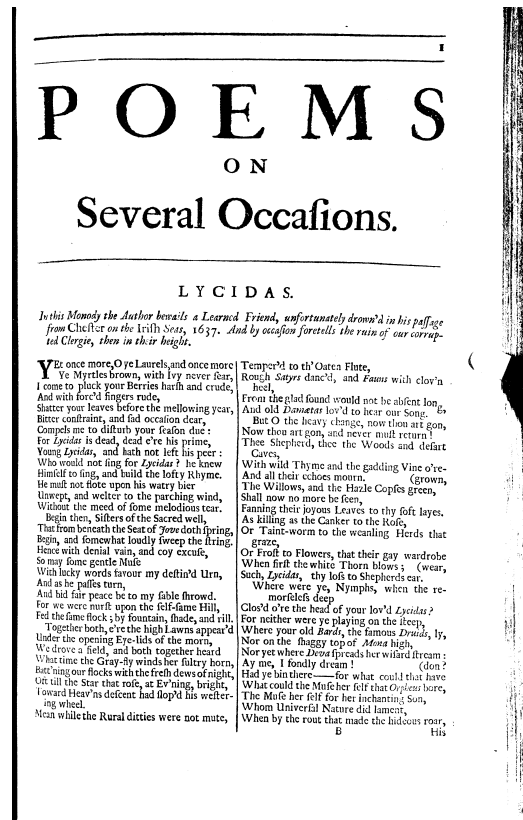 1
POEMS
ON
Several Occaſions.
LYCIDAS.
In this Monody the Author bewails a Learned Friend, unfortunately drown'd in his paſſage
from Cheſter on the Iriſh Seas, 1637. And by occaſion foretells the ruin of our corrup-
ted Clergie, then in their height.
YEt once more, O ye Laurels, and once more
Ye Myrtles brown, with Ivy never ſear,
I come to pluck your Berries harſh and crude,
And with forc'd fingers rude,
Shatter your leaves before the mellowing year,
Bitter conſtraint, and ſad occaſion dear,
Compels me to diſturb your ſeaſon due:
For Lycidas is dead, dead e're his prime,
Young Lycidas, and hath not left his peer:
Who would not ſing for Lycidas? he knew
Himſelf to ſing, and build the lofty Rhyme.
He muſt not flote upon his watry bier
Unwept, and welter to the parching wind,
Without the meed of ſome melodious tear.
Begin then, Siſters of the Sacred well,
That from beneath the Seat of Jove doth ſpring,
Begin, and ſomewhat loudly ſweep the ſtring.
Hence with denial vain, and coy excuſe,
So may ſome gentle Muſe
With lucky words favour my deſtin'd Urn,
And as he paſſes turn,
And bid fair peace be to my ſable ſhrowd.
For we were nurſt upon the ſelf-ſame Hill,
Fed the ſame flock; by fountain, ſhade, and rill.
Together both, e're the high Lawns appear'd
Under the opening Eye-lids of the morn,
We drove a field, and both together heard
What time the Gray-fly winds her ſultry horn,
Batt'ning our flocks with the freſh dews of night,
Oft till the Star that roſe, at Ev'ning, bright,
Toward Heav'ns deſcent had ſlop'd his weſter-
ing wheel.
Mean while the Rural ditties were not mute,
Temper'd to th' Oaten Flute,
Rough Satyrs danc'd, and Fauns with clov'n
heel,
From the glad ſound would not be abſent long,
And old Damætas lov'd to hear our Song.
But O the heavy change, now thou art gon,
Now thou art gon, and never muſt return!
Thee Shepherd, thee the Woods and deſart
Caves,
With wild Thyme and the gadding Vine o're-
And all their echoes mourn. (grown,
The Willows, and the Hazle Copſes green,
Shall now no more be ſeen,
Fanning their joyous Leaves to thy ſoft layes.
As killing as the Canker to the Roſe,
Or Taint-worm to the weanling Herds that
graze,
Or Froſt to Flowers, that their gay wardrobe
When firſt the white Thorn blows; (wear,
Such, Lycidas, thy loſs to Shepherds ear.
Where were ye, Nymphs, when the re-
morſeleſs deep
Clos'd o're the head of your lov'd Lycidas?
For neither were ye playing on the ſteep,
Where your old Bards, the famous Druids, ly,
Nor on the ſhaggy top of Mona high,
Nor yet where Deva ſpreads her wiſard ſtream:
Ay me, I fondly dream! (don?
Had ye bin there——for what could that have
What could the Muſe her ſelf that Orpheus bore,
The Muſe her ſelf for her inchanting Son,
Whom Univerſal Nature did lament,
When by the rout that made the hideous roar,
B His